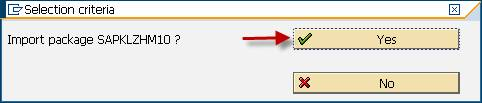 Selection criteria
Import package SAPKLZHM10 ?
Yes
No